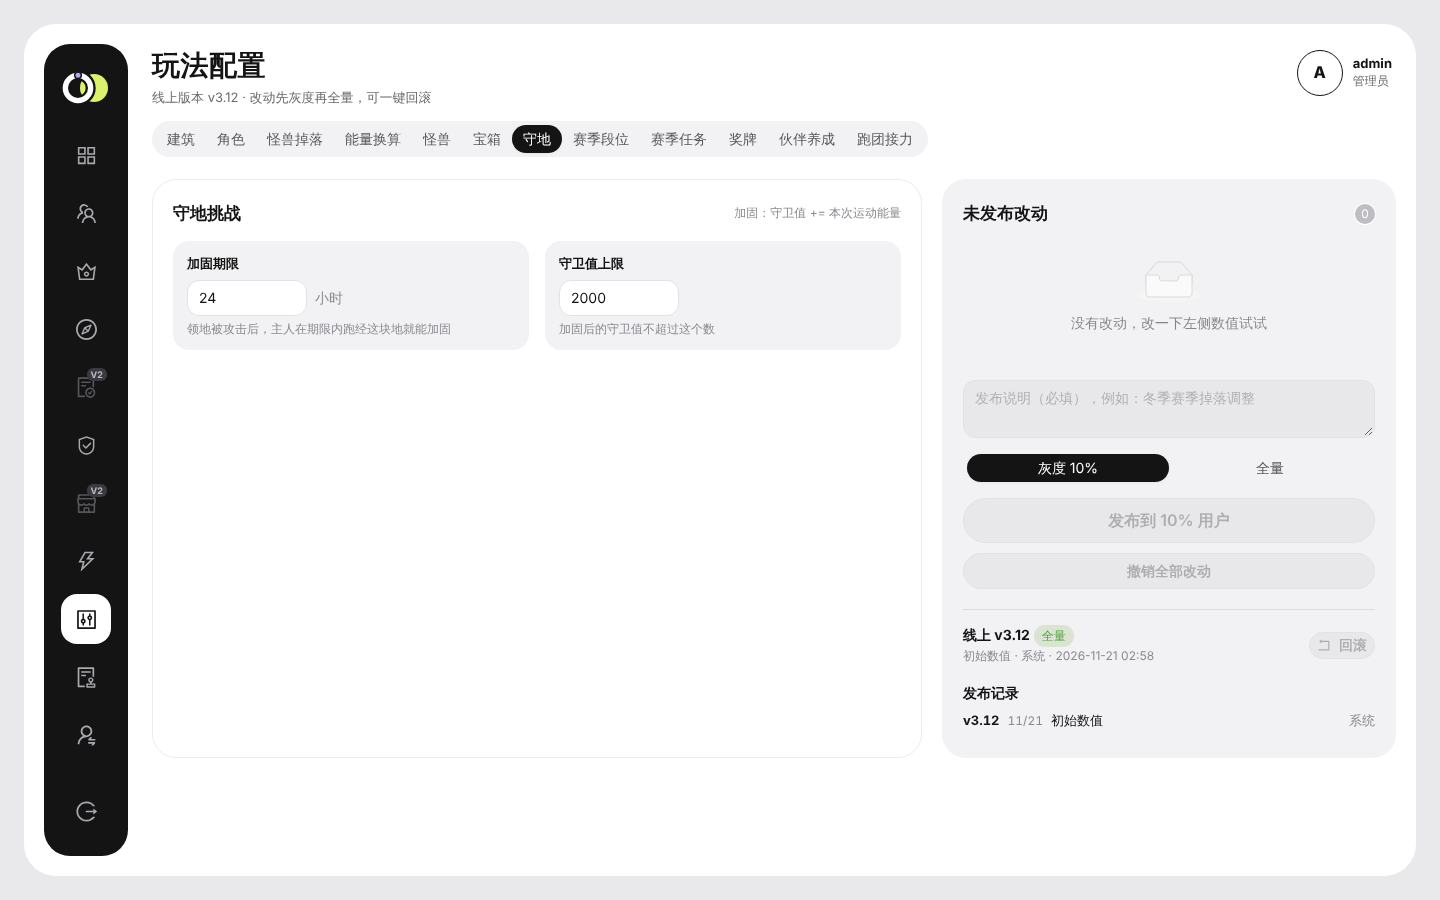 玩法配置
线上版本 v3.12 · 改动先灰度再全量，可一键回滚
A
admin
管理员
建筑 角色 怪兽掉落 能量换算 怪兽 宝箱 守地 赛季段位 赛季任务 奖牌 伙伴养成 跑团接力
V2
V2
守地挑战
加固：守卫值 += 本次运动能量
加固期限
24 小时
领地被攻击后，主人在期限内跑经这块地就能加固
守卫值上限
2000
加固后的守卫值不超过这个数
未发布改动
0
没有改动，改一下左侧数值试试
发布说明（必填），例如：冬季赛季掉落调整
灰度 10% 全量
发布到 10% 用户
撤销全部改动
线上 v3.12 全量
初始数值 · 系统 · 2026-11-21 02:58
回滚
发布记录
v3.12 11/21 初始数值 系统